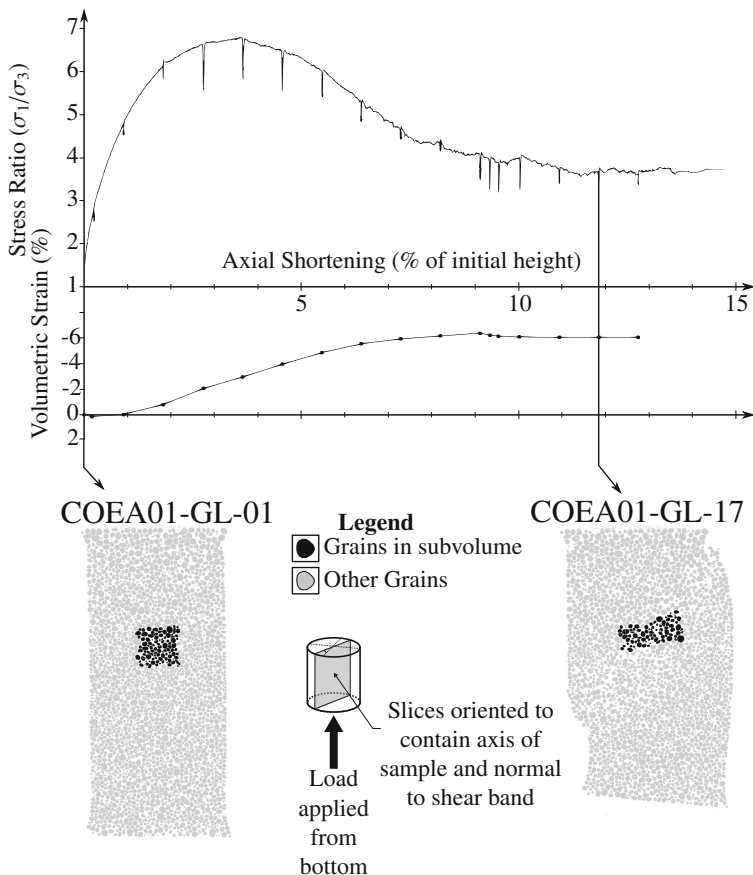 7
6
5
4
3
2
1
Stress Ratio (σ1/σ3)
Axial Shortening (% of initial height)
5
10
15
Volumetric Strain (%)
-6
-4
-2
0
2
COEA01-GL-01
COEA01-GL-17
Legend
Grains in subvolume
Other Grains
Slices oriented to
contain axis of
sample and normal
to shear band
Load
applied
from
bottom